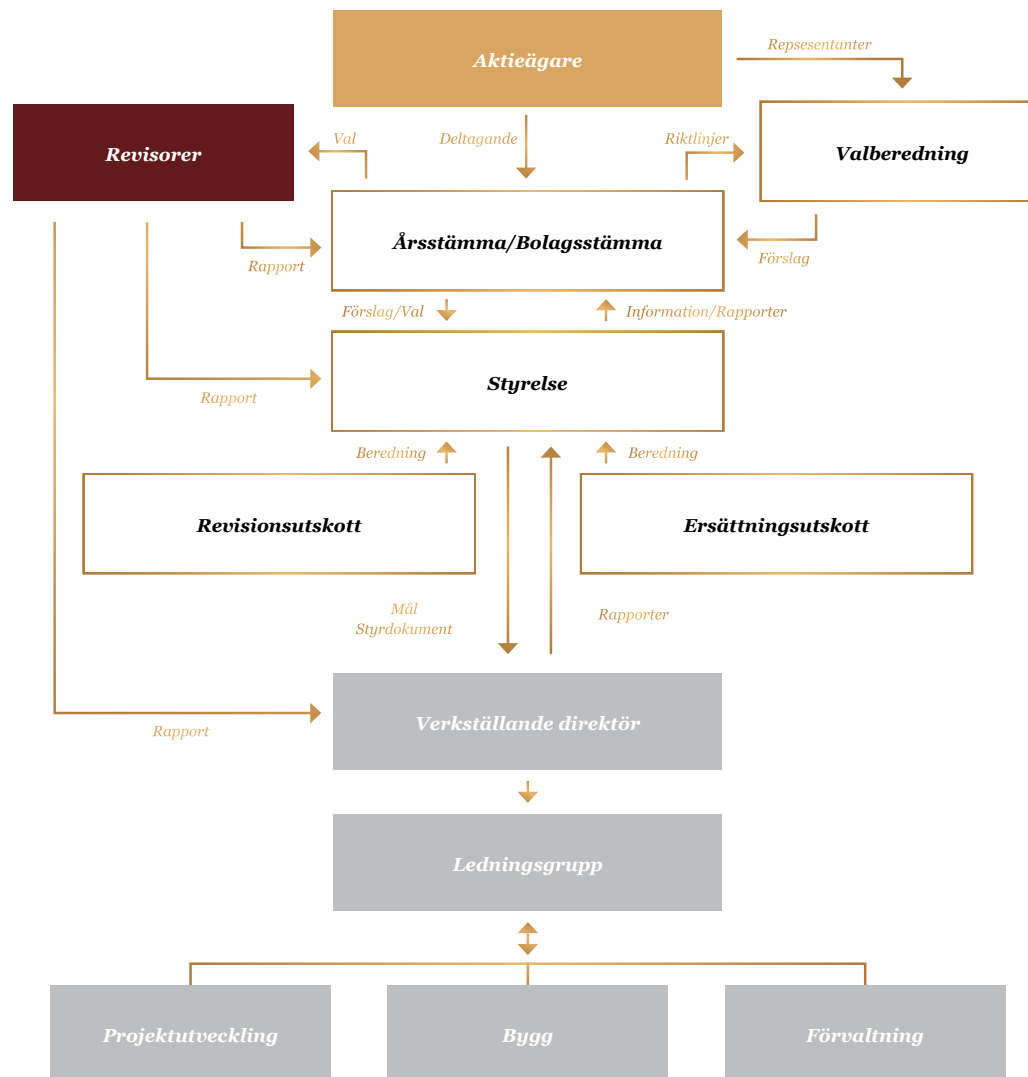 Aktieägare
Repsesentanter
Revisorer
Val
Deltagande
Riktlinjer
Valberedning
Årsstämma/Bolagsstämma
Rapport
Förslag
Förslag/Val
Information/Rapporter
Styrelse
Rapport
Beredning
Beredning
Revisionsutskott
Ersättningsutskott
Mål
Styrdokument
Rapporter
Verkställande direktör
Rapport
Ledningsgrupp
Projektutveckling
Bygg
Förvaltning